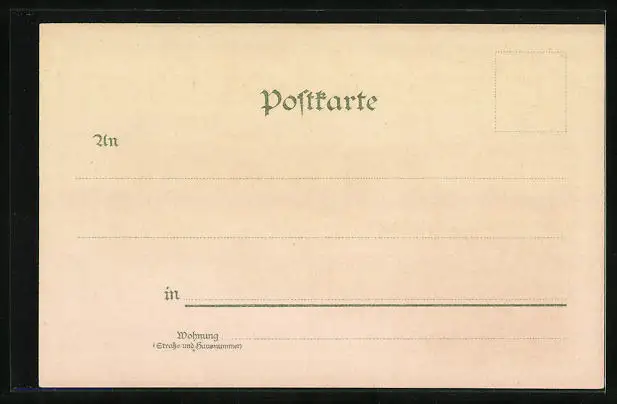 Postkarte
An
in
Wohnung
(Straße und Hausnummer)